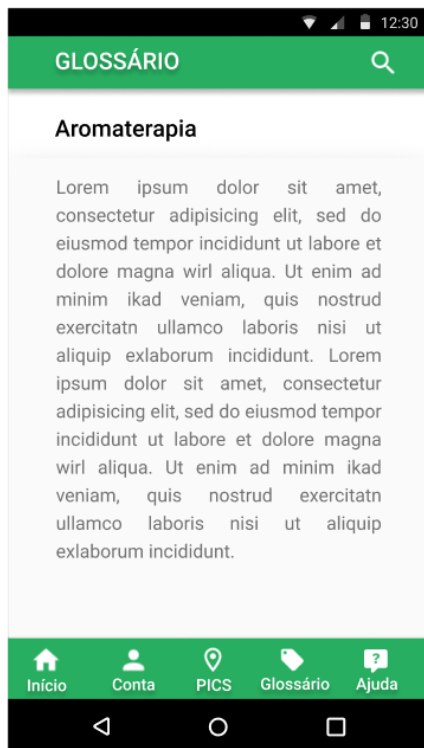 12:30
GLOSSÁRIO
Aromaterapia
Lorem ipsum dolor sit amet,
consectetur adipisicing elit, sed do
eiusmod tempor incididunt ut labore et
dolore magna wirl aliqua. Ut enim ad
minim ikad veniam, quis nostrud
exercitatn ullamco laboris nisi ut
aliquip exlaborum incididunt. Lorem
ipsum dolor sit amet, consectetur
adipisicing elit, sed do eiusmod tempor
incididunt ut labore et dolore magna
wirl aliqua. Ut enim ad minim ikad
veniam, quis nostrud exercitatn
ullamco laboris nisi ut aliquip
exlaborum incididunt.
Início Conta PICS Glossário Ajuda